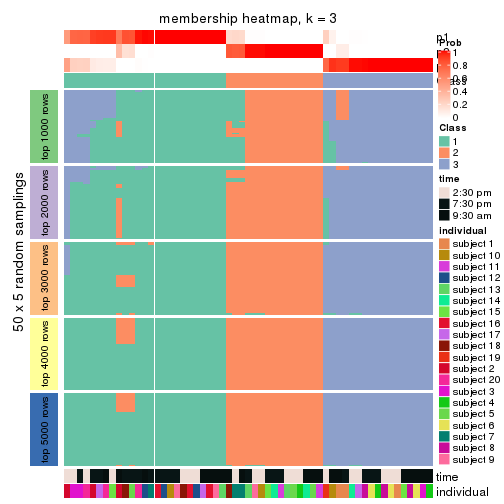 membership heatmap, k = 3
p1
Prob
1
0.8
0.6
0.4
0.2
0
Class
1
2
3
time
2:30 pm
7:30 pm
9:30 am
individual
subject 1
subject 10
subject 11
subject 12
subject 13
subject 14
subject 15
subject 16
subject 17
subject 18
subject 19
subject 2
subject 20
subject 3
subject 4
subject 5
subject 6
subject 7
subject 8
subject 9
50 x 5 random samplings
top 1000 rows
top 2000 rows
top 3000 rows
top 4000 rows
top 5000 rows
time
individual